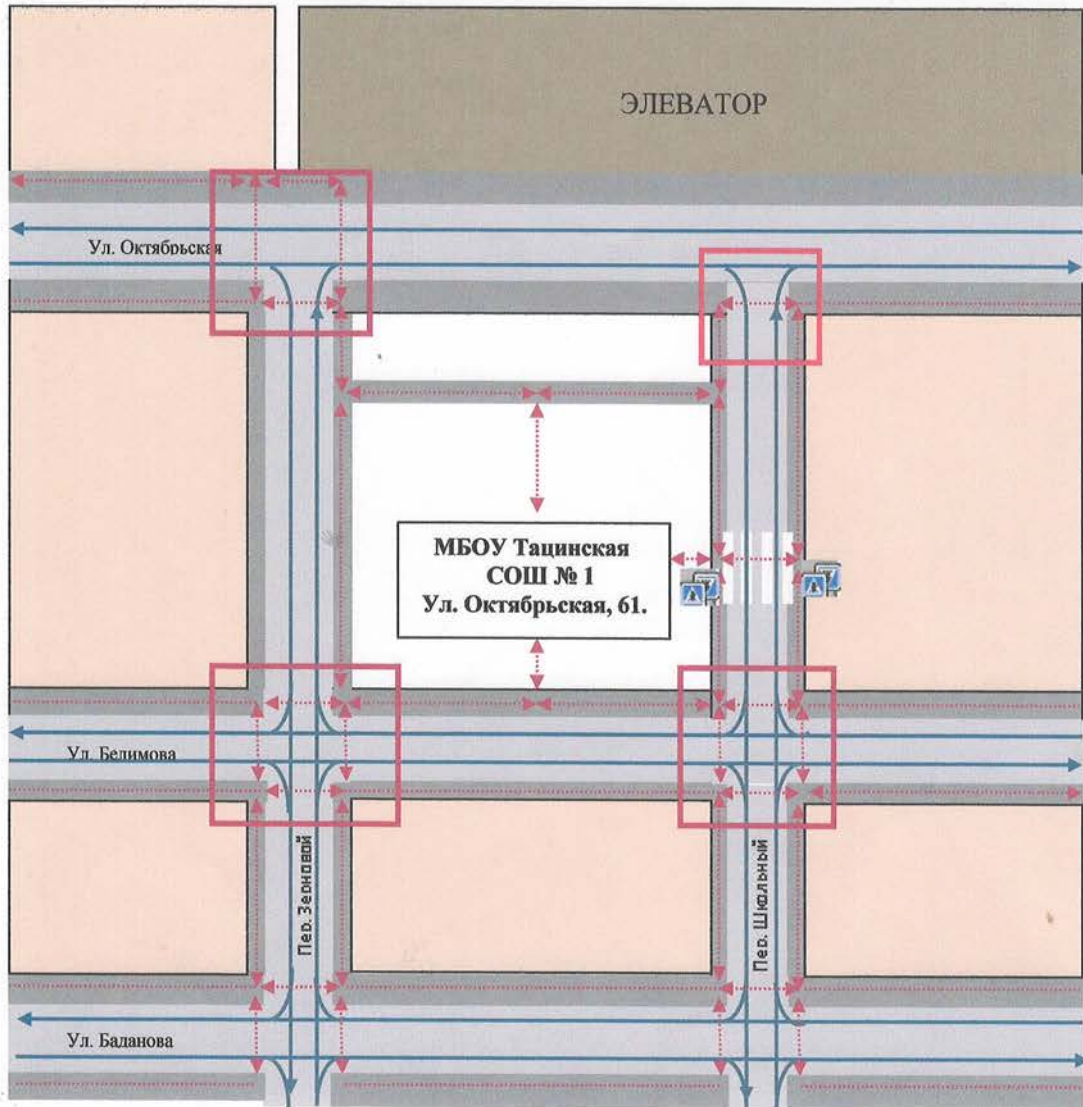 ЭЛЕВАТОР
Ул. Октябрьская
МБОУ Тацинская
СОШ № 1
Ул. Октябрьская, 61.
Ул. Белимова
Пер. Зерновой
Пер. Школьный
Ул. Баданова